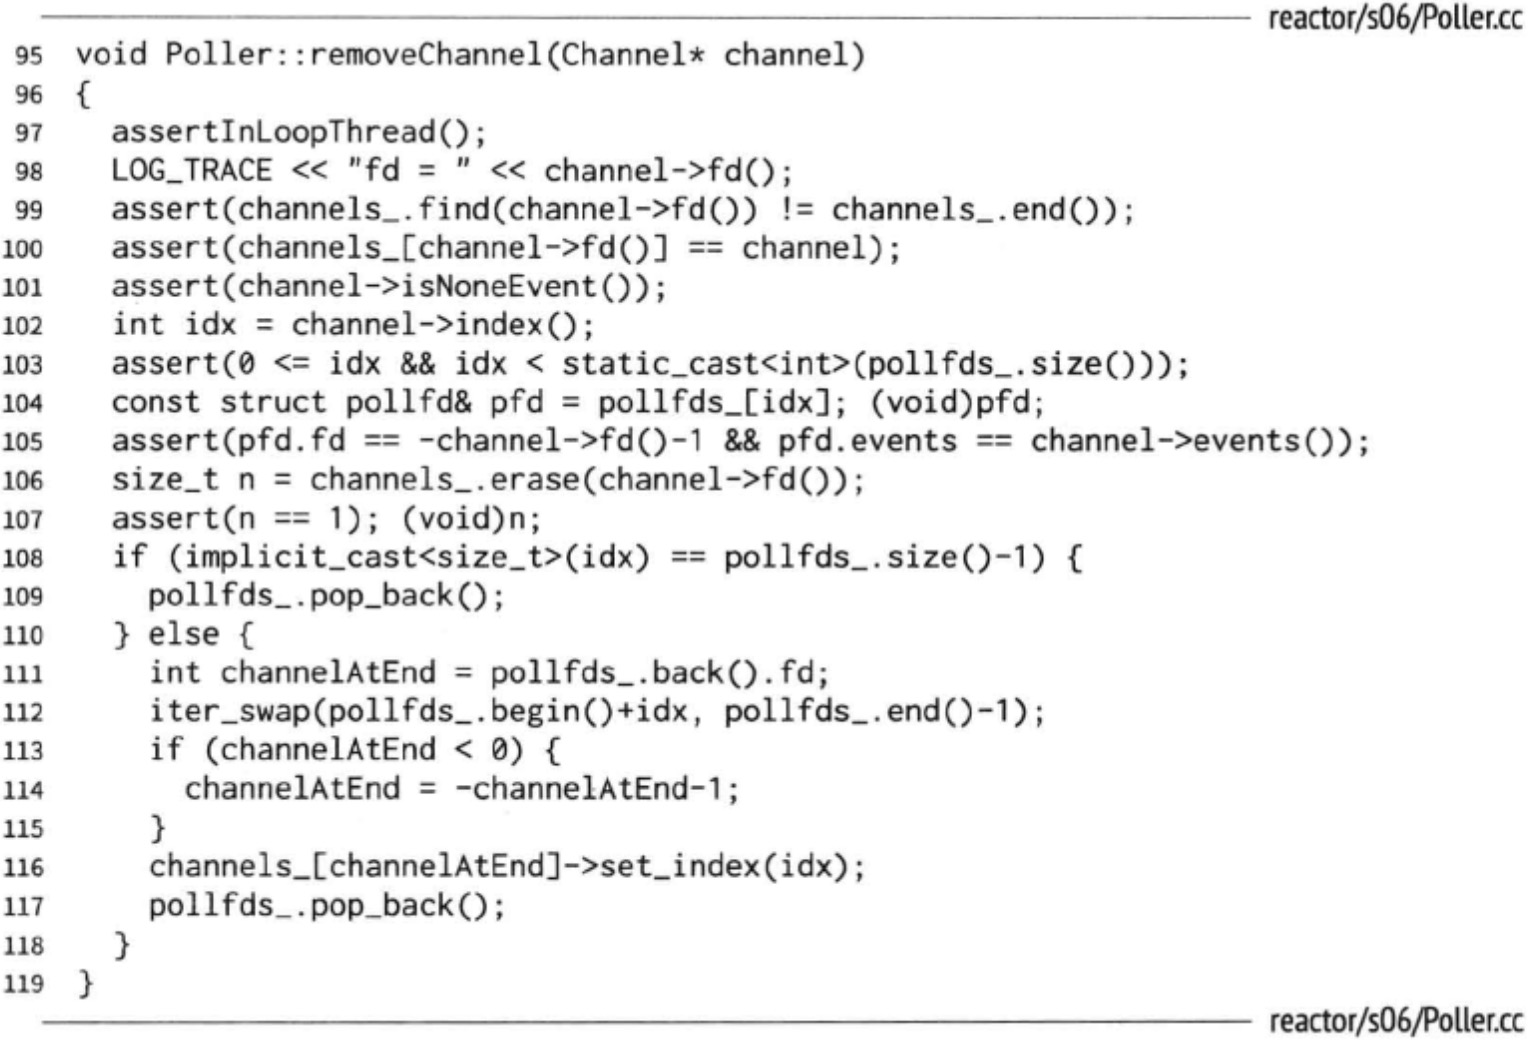 reactor/s06/Poller.cc
95 void Poller::removeChannel(Channel* channel)
96 {
97   assertInLoopThread();
98   LOG_TRACE << "fd = " << channel->fd();
99   assert(channels_.find(channel->fd()) != channels_.end());
100   assert(channels_[channel->fd()] == channel);
101   assert(channel->isNoneEvent());
102   int idx = channel->index();
103   assert(0 <= idx && idx < static_cast<int>(pollfds_.size()));
104   const struct pollfd& pfd = pollfds_[idx]; (void)pfd;
105   assert(pfd.fd == -channel->fd()-1 && pfd.events == channel->events());
106   size_t n = channels_.erase(channel->fd());
107   assert(n == 1); (void)n;
108   if (implicit_cast<size_t>(idx) == pollfds_.size()-1) {
109     pollfds_.pop_back();
110   } else {
111     int channelAtEnd = pollfds_.back().fd;
112     iter_swap(pollfds_.begin()+idx, pollfds_.end()-1);
113     if (channelAtEnd < 0) {
114       channelAtEnd = -channelAtEnd-1;
115     }
116     channels_[channelAtEnd]->set_index(idx);
117     pollfds_.pop_back();
118   }
119 }
reactor/s06/Poller.cc